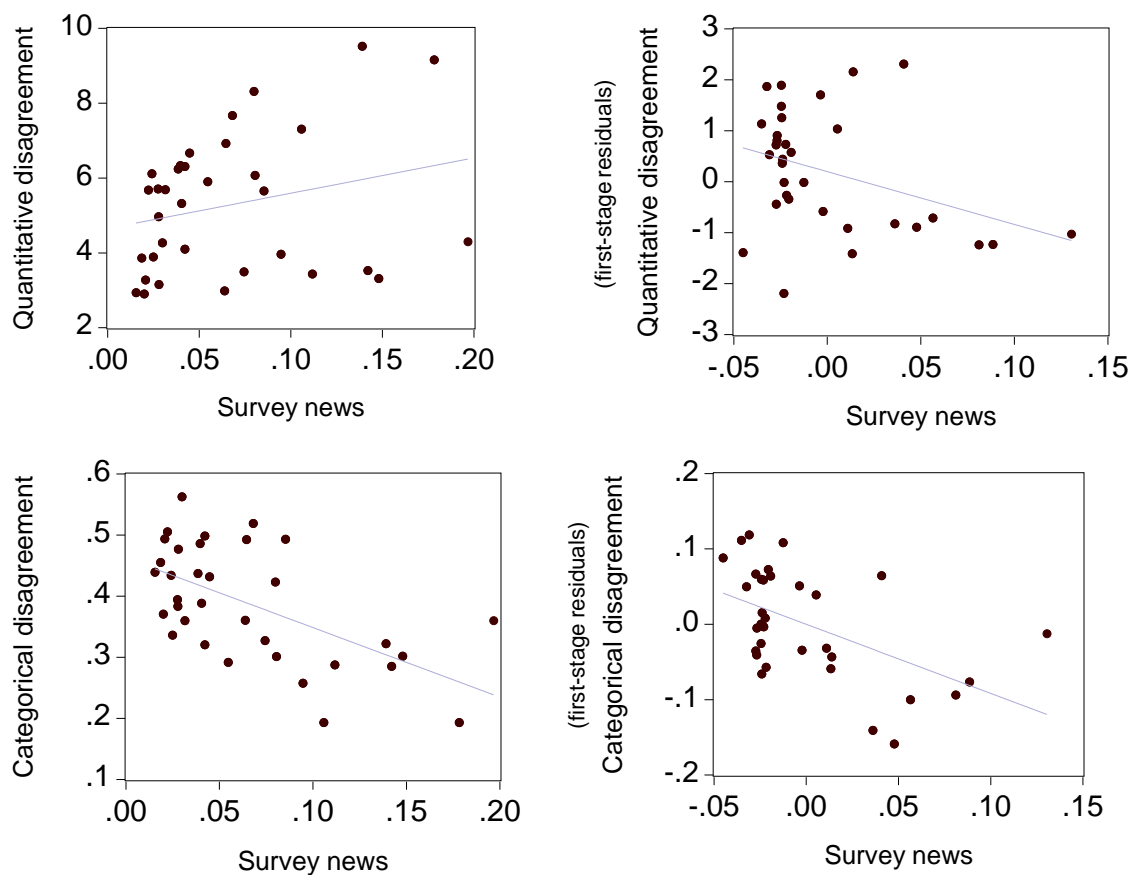 Quantitative disagreement
10
8
6
4
2
.00 .05 .10 .15 .20
Survey news
(first-stage residuals)
Quantitative disagreement
3
2
1
0
-1
-2
-3
-.05 .00 .05 .10 .15
Survey news
Categorical disagreement
.6
.5
.4
.3
.2
.1
.00 .05 .10 .15 .20
Survey news
(first-stage residuals)
Categorical disagreement
.2
.1
.0
-.1
-.2
-.05 .00 .05 .10 .15
Survey news